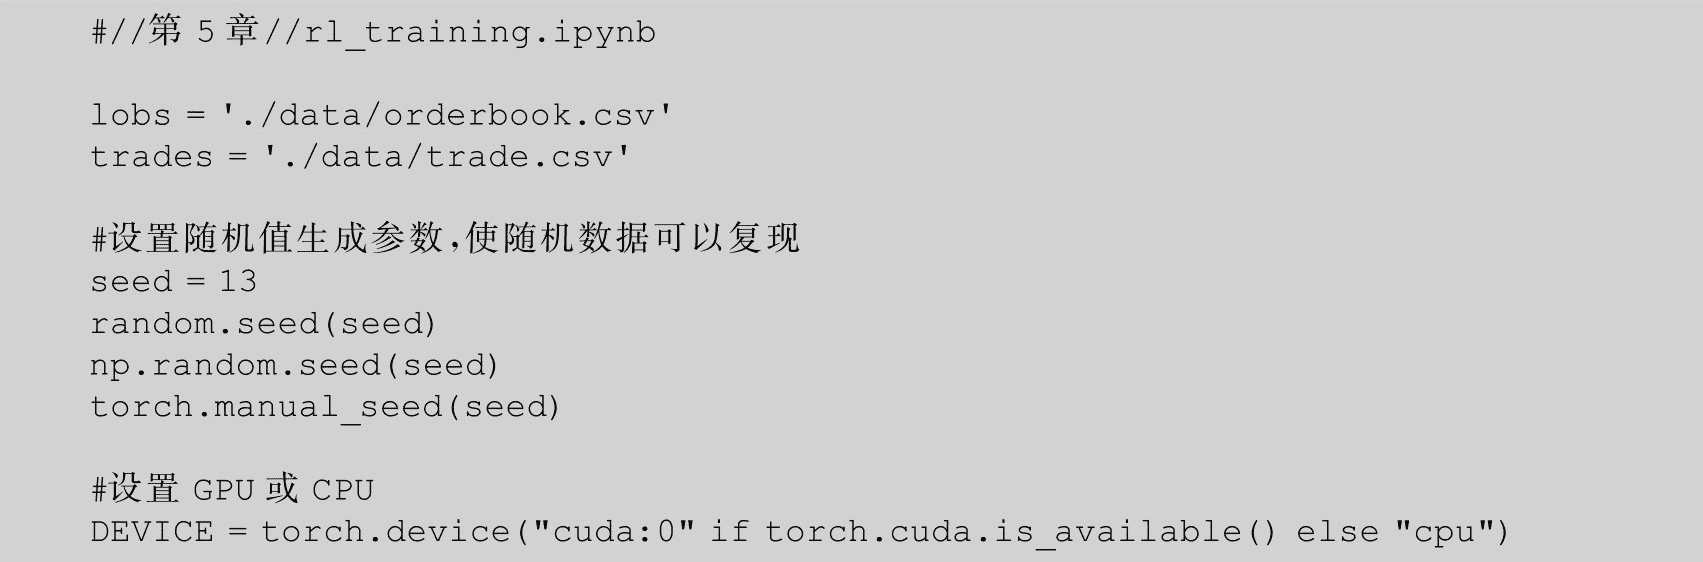 #//第 5 章//rl_training.ipynb
lobs = './data/orderbook.csv'
trades = './data/trade.csv'
#设置随机值生成参数,使随机数据可以复现
seed = 13
random.seed(seed)
np.random.seed(seed)
torch.manual_seed(seed)
#设置 GPU 或 CPU
DEVICE = torch.device("cuda:0" if torch.cuda.is_available() else "cpu")